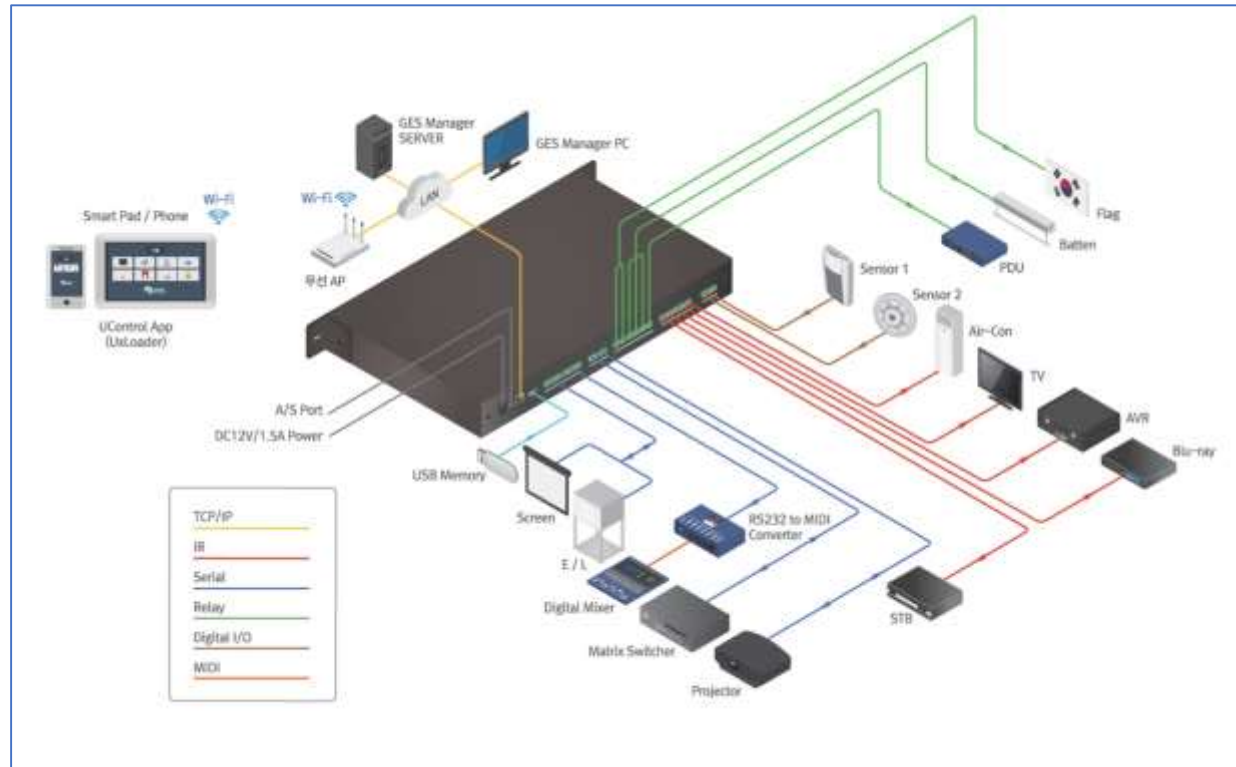 GES Manager
SERVER
GES Manager PC
LAN
Wi-Fi
Wi-Fi
Smart Pad / Phone
무선 AP
UControl App
(UxLoader)
Flag
Batten
PDU
Sensor 1
Sensor 2
Air-Con
TV
AVR
Blu-ray
A/S Port
DC12V/1.5A Power
USB Memory
Screen
E / L
RS232 to MIDI
Converter
Digital Mixer
Matrix Switcher
Projector
STB
TCP/IP
IR
Serial
Relay
Digital I/O
MIDI